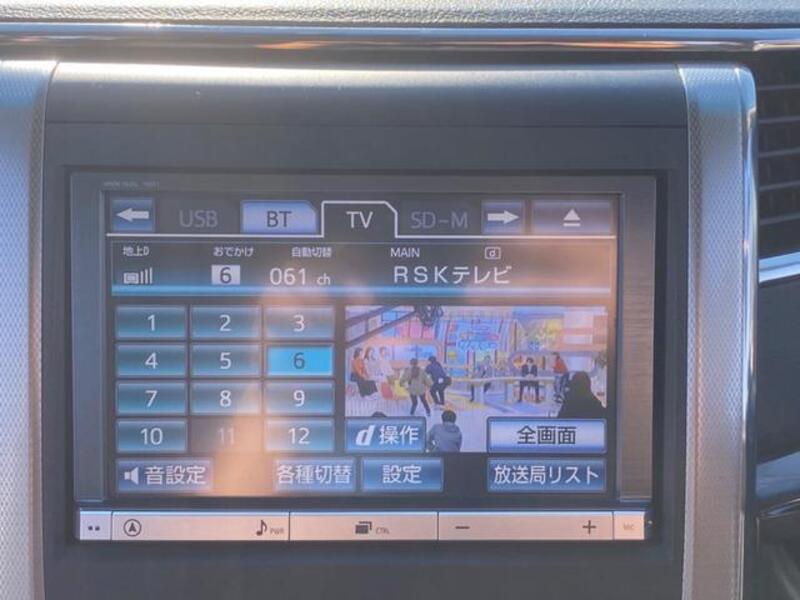 USB BT TV SD-M
地上D おでかけ 自動切替 MAIN d
6 061 ch RSKテレビ
1 2 3
4 5 6
7 8 9
10 11 12 d操作 全画面
音設定 各種切替 設定 放送局リスト
PWR CTRL − + MIC